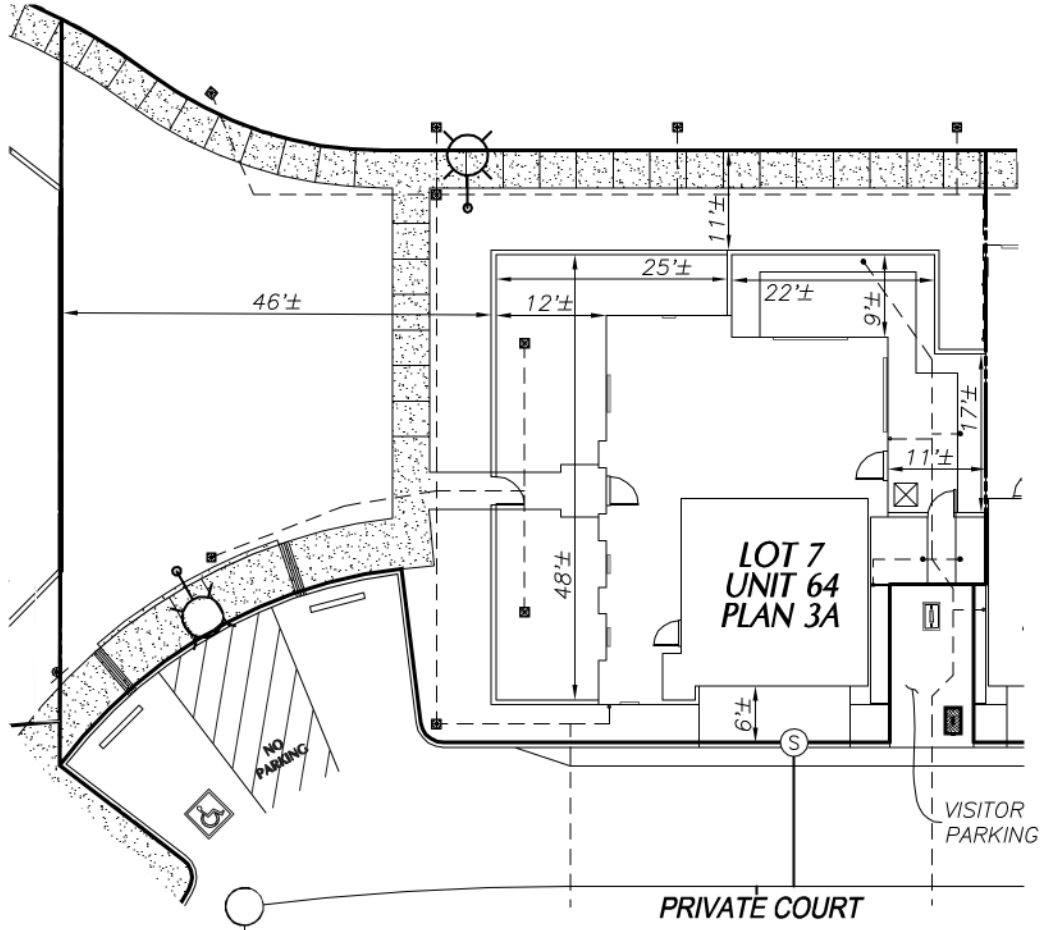 11'±
25'±
46'±
12'±
22'±
9'±
17'±
11'±
48'±
LOT 7
UNIT 64
PLAN 3A
6'±
NO
PARKING
S
VISITOR
PARKING
PRIVATE COURT